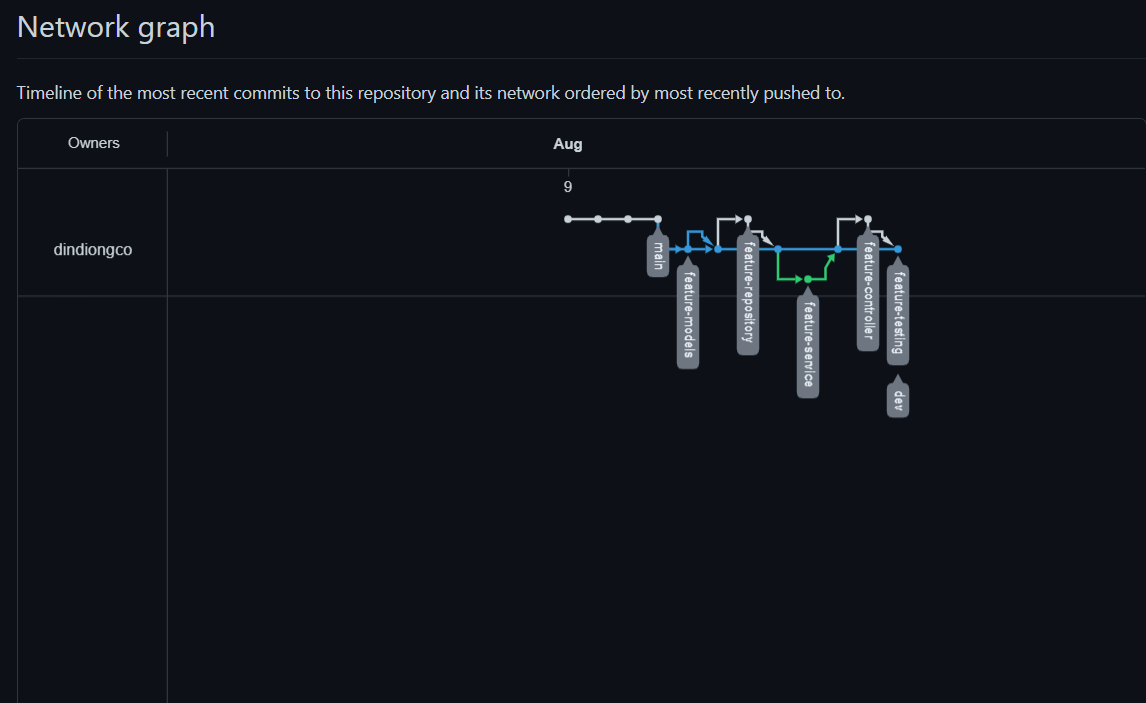 Network graph
Timeline of the most recent commits to this repository and its network ordered by most recently pushed to.
Owners
Aug
9
dindiongco
main
feature-models
feature-repository
feature-service
feature-controller
feature-testing
dev